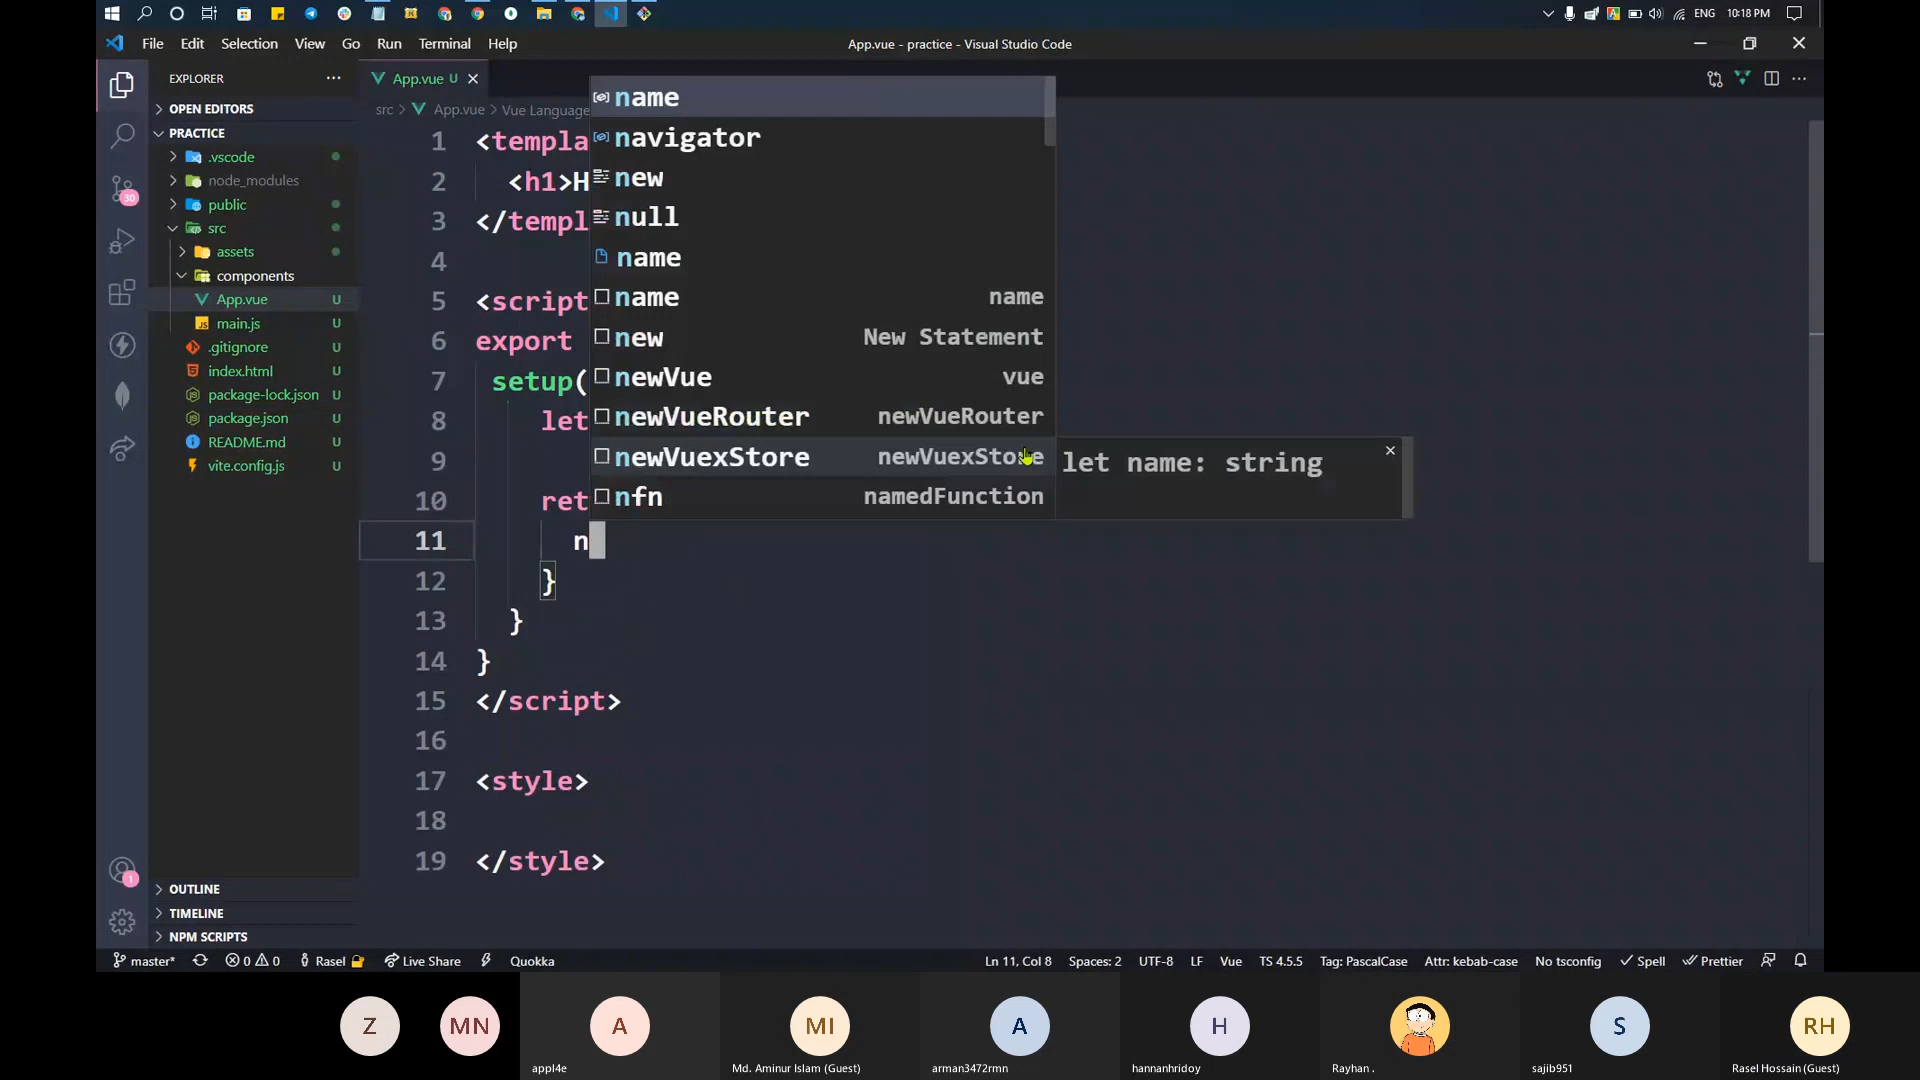 ENG 10:18 PM
File Edit Selection View Go Run Terminal Help
App.vue - practice - Visual Studio Code
EXPLORER
OPEN EDITORS
PRACTICE
.vscode
node_modules
public
src
assets
components
App.vue U
main.js U
.gitignore U
index.html U
package-lock.json U
package.json U
README.md U
vite.config.js U
OUTLINE
TIMELINE
NPM SCRIPTS
30
1
App.vue U
src > App.vue > Vue Language
1 <templa
2 <h1>H
3 </templ
4
5 <script
6 export
7 setup(
8 let
9
10 ret
11 n
12 }
13 }
14 }
15 </script>
16
17 <style>
18
19 </style>
name
navigator
new
null
name
name name
new New Statement
newVue vue
newVueRouter newVueRouter
newVuexStore newVuexStore
nfn namedFunction
let name: string
master* 0 0 Rasel Live Share Quokka
Ln 11, Col 8 Spaces: 2 UTF-8 LF Vue TS 4.5.5 Tag: PascalCase Attr: kebab-case No tsconfig Spell Prettier
Z MN A MI A H S RH
appl4e Md. Aminur Islam (Guest) arman3472rmn hannanhridoy Rayhan . sajib951 Rasel Hossain (Guest)